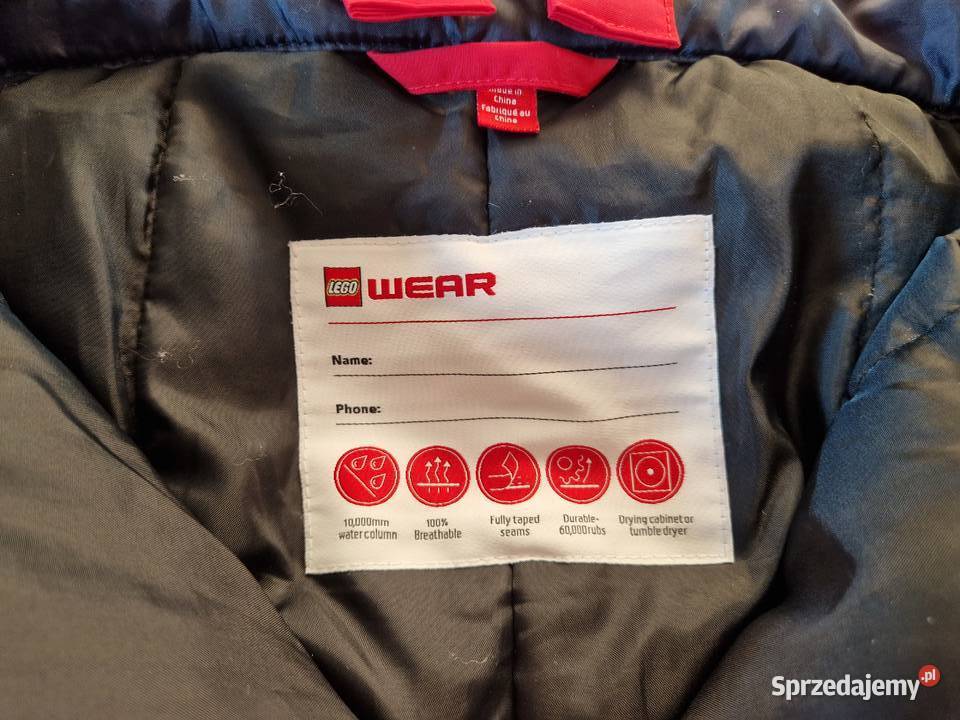 made in
China
Fabriqué au
Chine
LEGO WEAR
Name:
Phone:
10,000mm
water column
100%
Breathable
Fully taped
seams
Durable-
60,000rubs
Drying cabinet or
tumble dryer
Sprzedajemy.pl